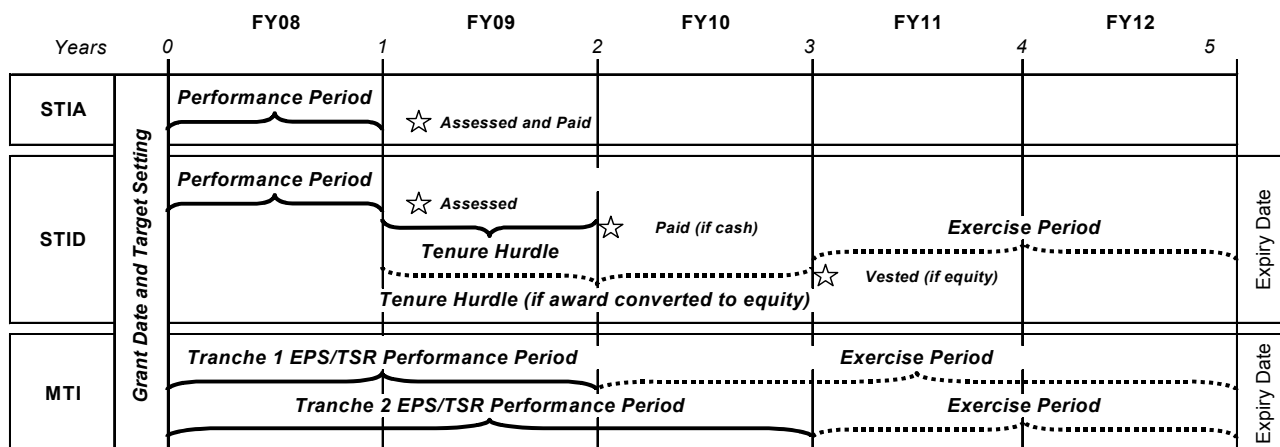 FY08 FY09 FY10 FY11 FY12
Years 0 1 2 3 4 5
Grant Date and Target Setting
STIA
Performance Period
Assessed and Paid
STID
Performance Period
Assessed
Tenure Hurdle
Paid (if cash)
Exercise Period
Tenure Hurdle (if award converted to equity)
Vested (if equity)
Expiry Date
MTI
Tranche 1 EPS/TSR Performance Period
Exercise Period
Tranche 2 EPS/TSR Performance Period
Exercise Period
Expiry Date